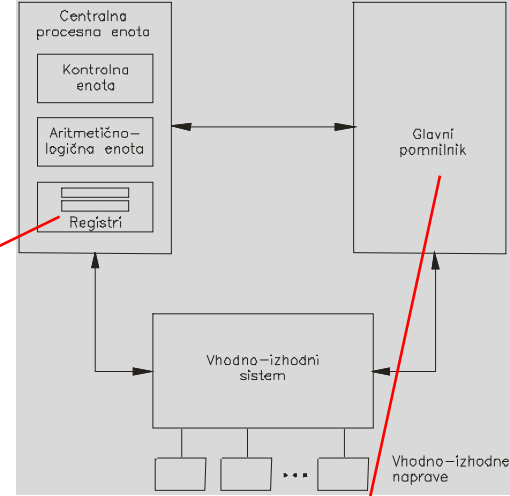 Centralna
procesna enota
Kontrolna
enota
Aritmetično–
logična enota
Registri
Glavni
pomnilnik
Vhodno–izhodni
sistem
Vhodno–izhodne
naprave